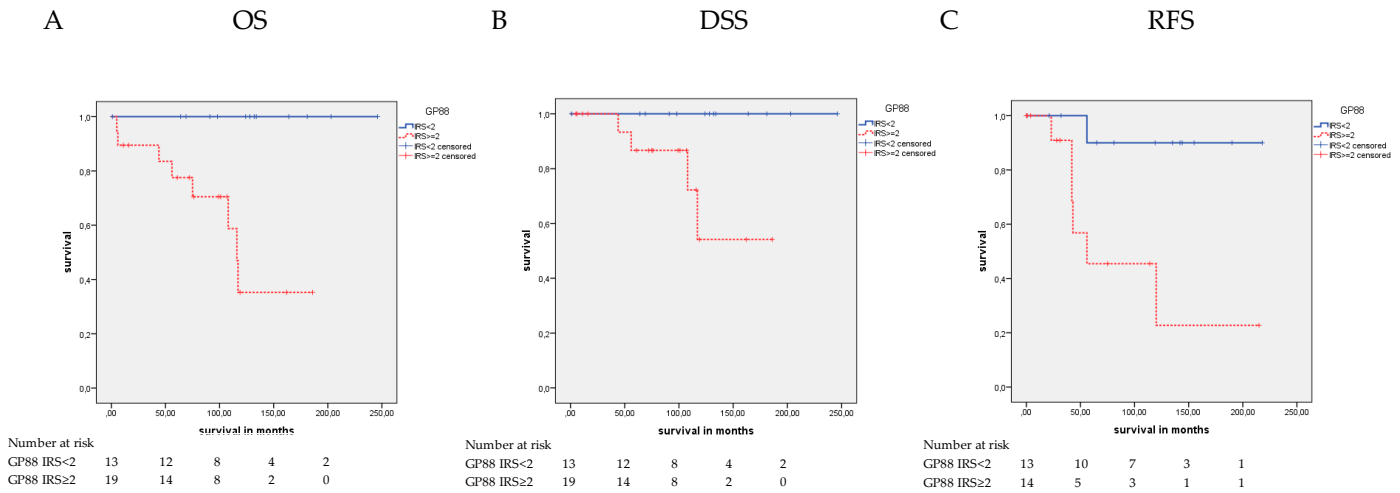 A OS
GP88
IRS<2
IRS>=2
IRS<2 censored
IRS>=2 censored
survival
1,0
0,8
0,6
0,4
0,2
0,0
,00 50,00 100,00 150,00 200,00 250,00
survival in months
Number at risk
GP88 IRS<2 13 12 8 4 2
GP88 IRS≥2 19 14 8 2 0
B DSS
GP88
IRS<2
IRS>=2
IRS<2 censored
IRS>=2 censored
survival
1,0
0,8
0,6
0,4
0,2
0,0
,00 50,00 100,00 150,00 200,00 250,00
survival in months
Number at risk
GP88 IRS<2 13 12 8 4 2
GP88 IRS≥2 19 14 8 2 0
C RFS
GP88
IRS<2
IRS>=2
IRS<2 censored
IRS>=2 censored
survival
1,0
0,8
0,6
0,4
0,2
0,0
,00 50,00 100,00 150,00 200,00 250,00
survival in months
Number at risk
GP88 IRS<2 13 10 7 3 1
GP88 IRS≥2 14 5 3 1 1